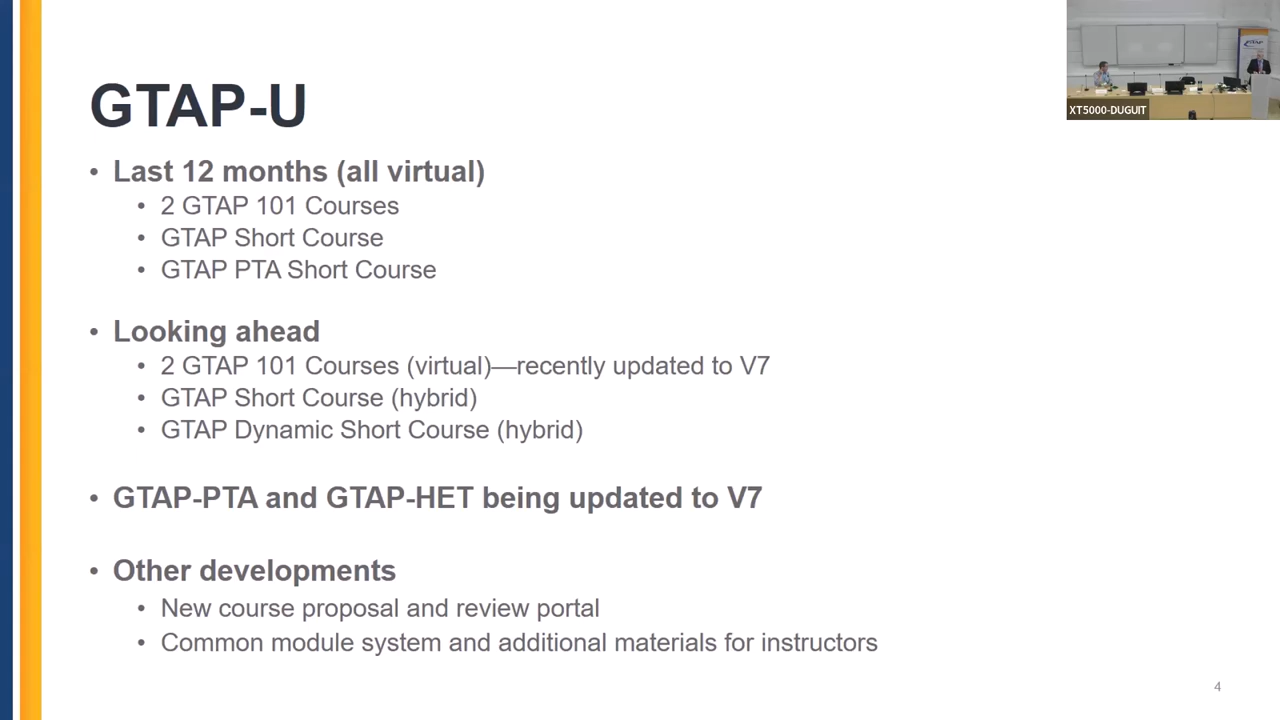 GTAP-U
• Last 12 months (all virtual)
• 2 GTAP 101 Courses
• GTAP Short Course
• GTAP PTA Short Course
• Looking ahead
• 2 GTAP 101 Courses (virtual)—recently updated to V7
• GTAP Short Course (hybrid)
• GTAP Dynamic Short Course (hybrid)
• GTAP-PTA and GTAP-HET being updated to V7
• Other developments
• New course proposal and review portal
• Common module system and additional materials for instructors
4
XT5000-DUGUIT
GTAP